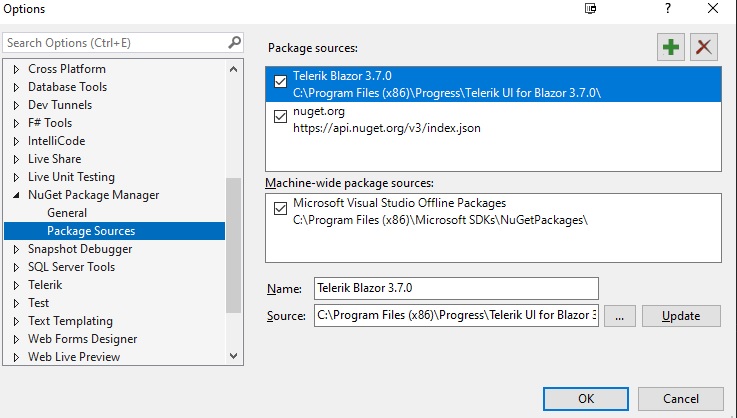 Options
?
Search Options (Ctrl+E)
Cross Platform
Database Tools
Dev Tunnels
F# Tools
IntelliCode
Live Share
Live Unit Testing
NuGet Package Manager
General
Package Sources
Snapshot Debugger
SQL Server Tools
Telerik
Test
Text Templating
Web Forms Designer
Web Live Preview
Package sources:
Telerik Blazor 3.7.0
C:\Program Files (x86)\Progress\Telerik UI for Blazor 3.7.0\
nuget.org
https://api.nuget.org/v3/index.json
Machine-wide package sources:
Microsoft Visual Studio Offline Packages
C:\Program Files (x86)\Microsoft SDKs\NuGetPackages\
Name: Telerik Blazor 3.7.0
Source: C:\Program Files (x86)\Progress\Telerik UI for Blazor 3 ... Update
OK Cancel